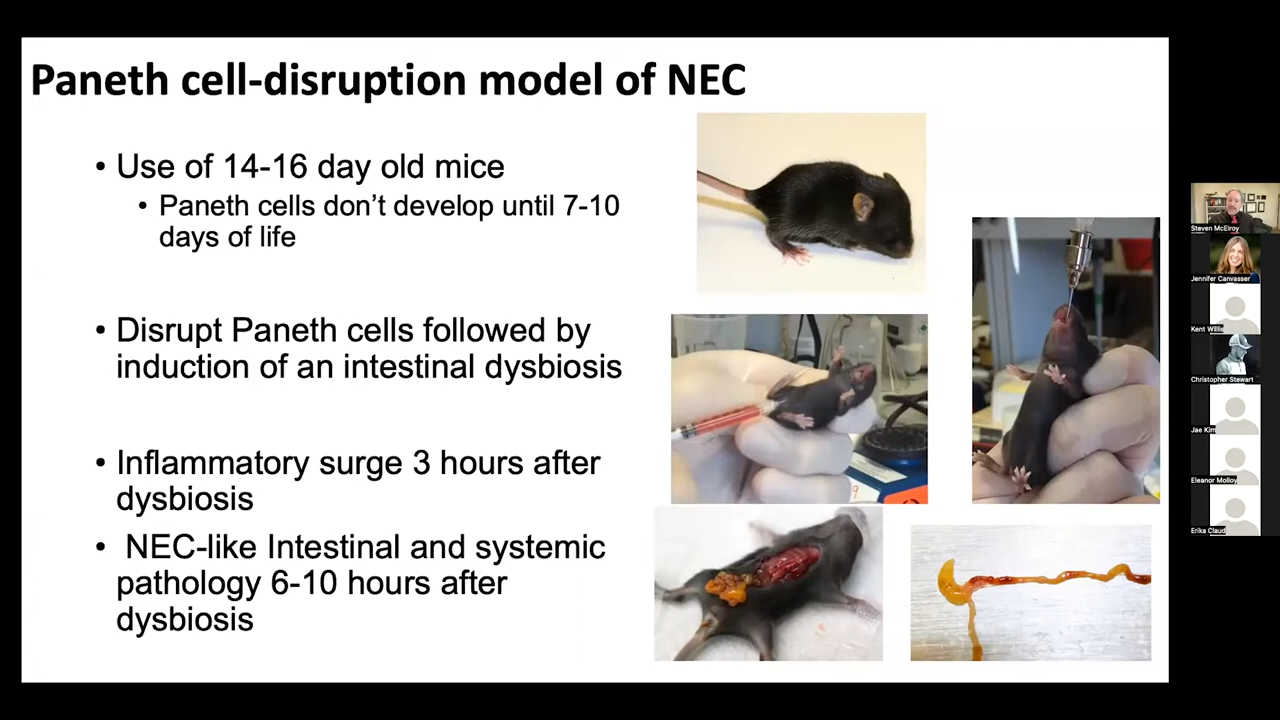 Paneth cell-disruption model of NEC
• Use of 14-16 day old mice
• Paneth cells don't develop until 7-10
days of life
• Disrupt Paneth cells followed by
induction of an intestinal dysbiosis
• Inflammatory surge 3 hours after
dysbiosis
• NEC-like Intestinal and systemic
pathology 6-10 hours after
dysbiosis
9
Steven McElroy
Jennifer Canvasser
Kent Willis
Christopher Stewart
Jae Kim
Eleanor Molloy
Erika Claud